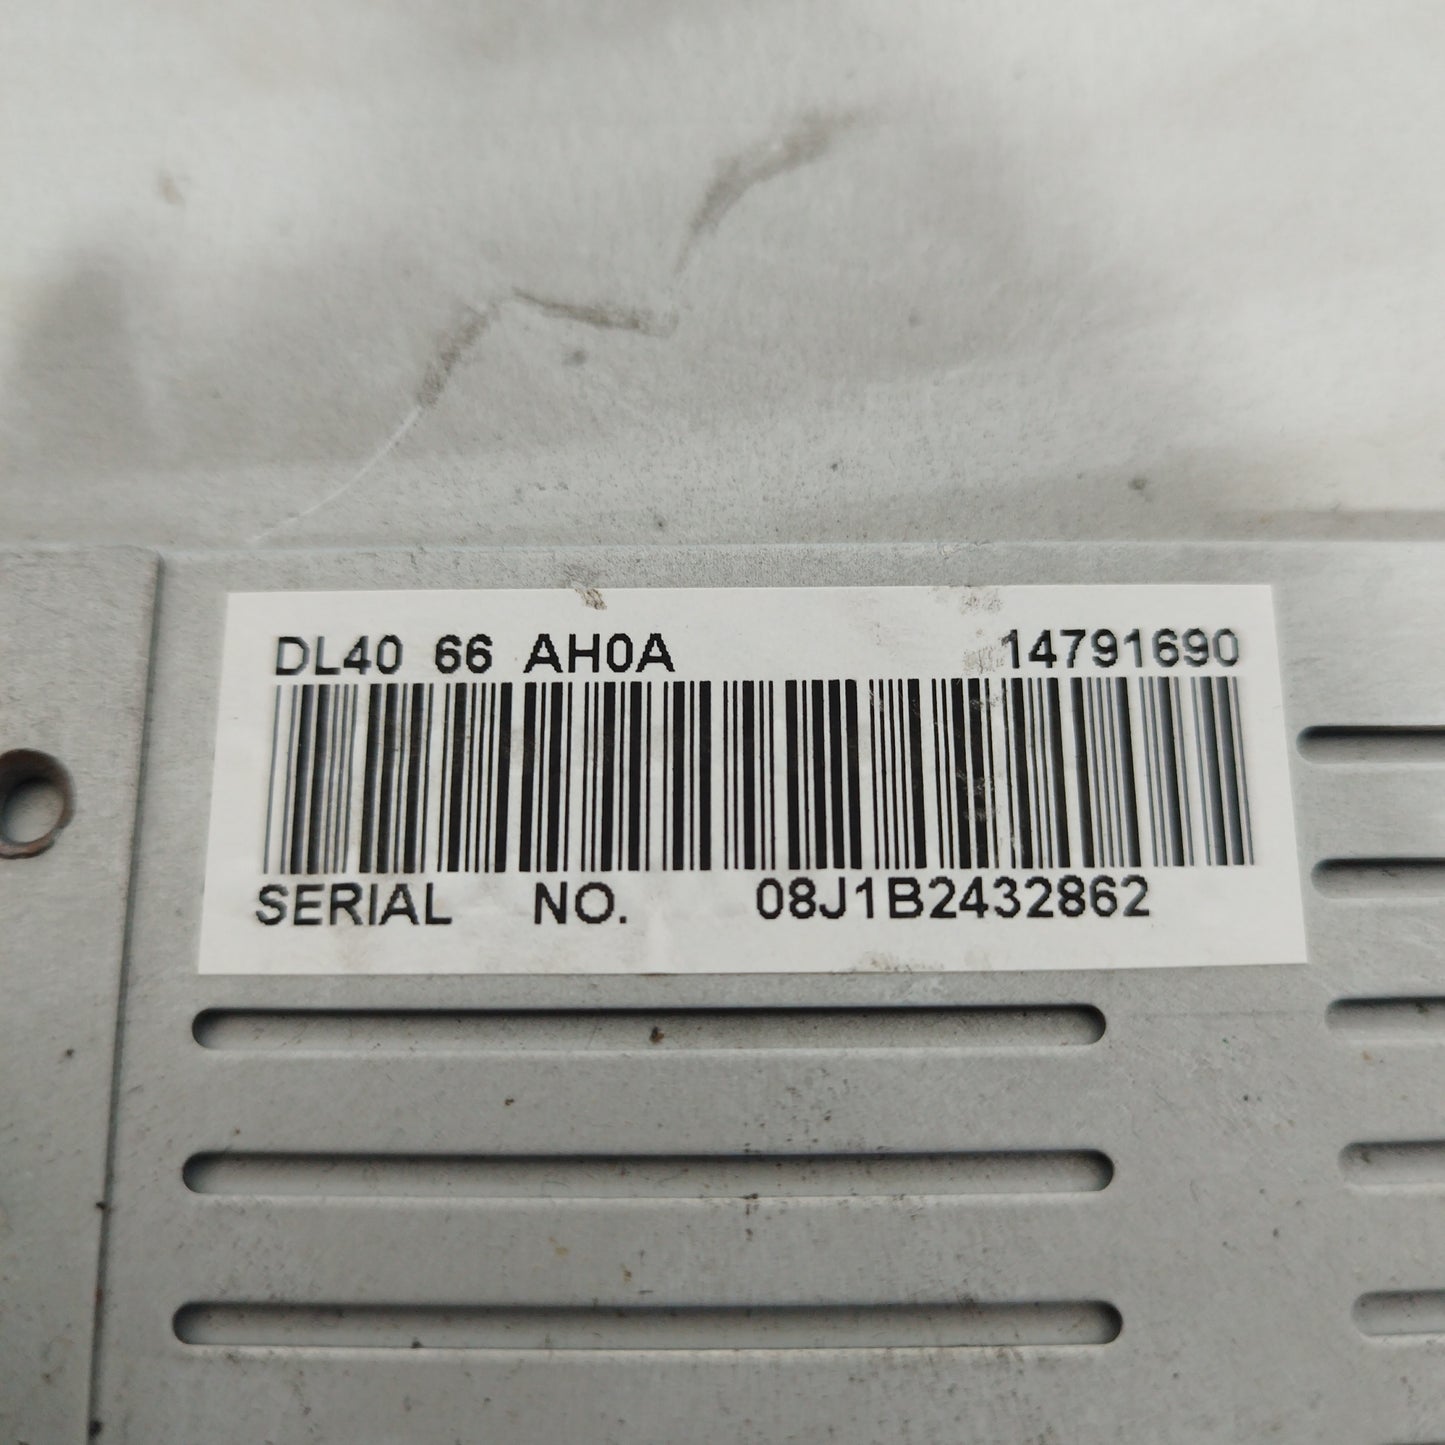 DL40 66 AH0A 14791690
SERIAL NO. 08J1B2432862